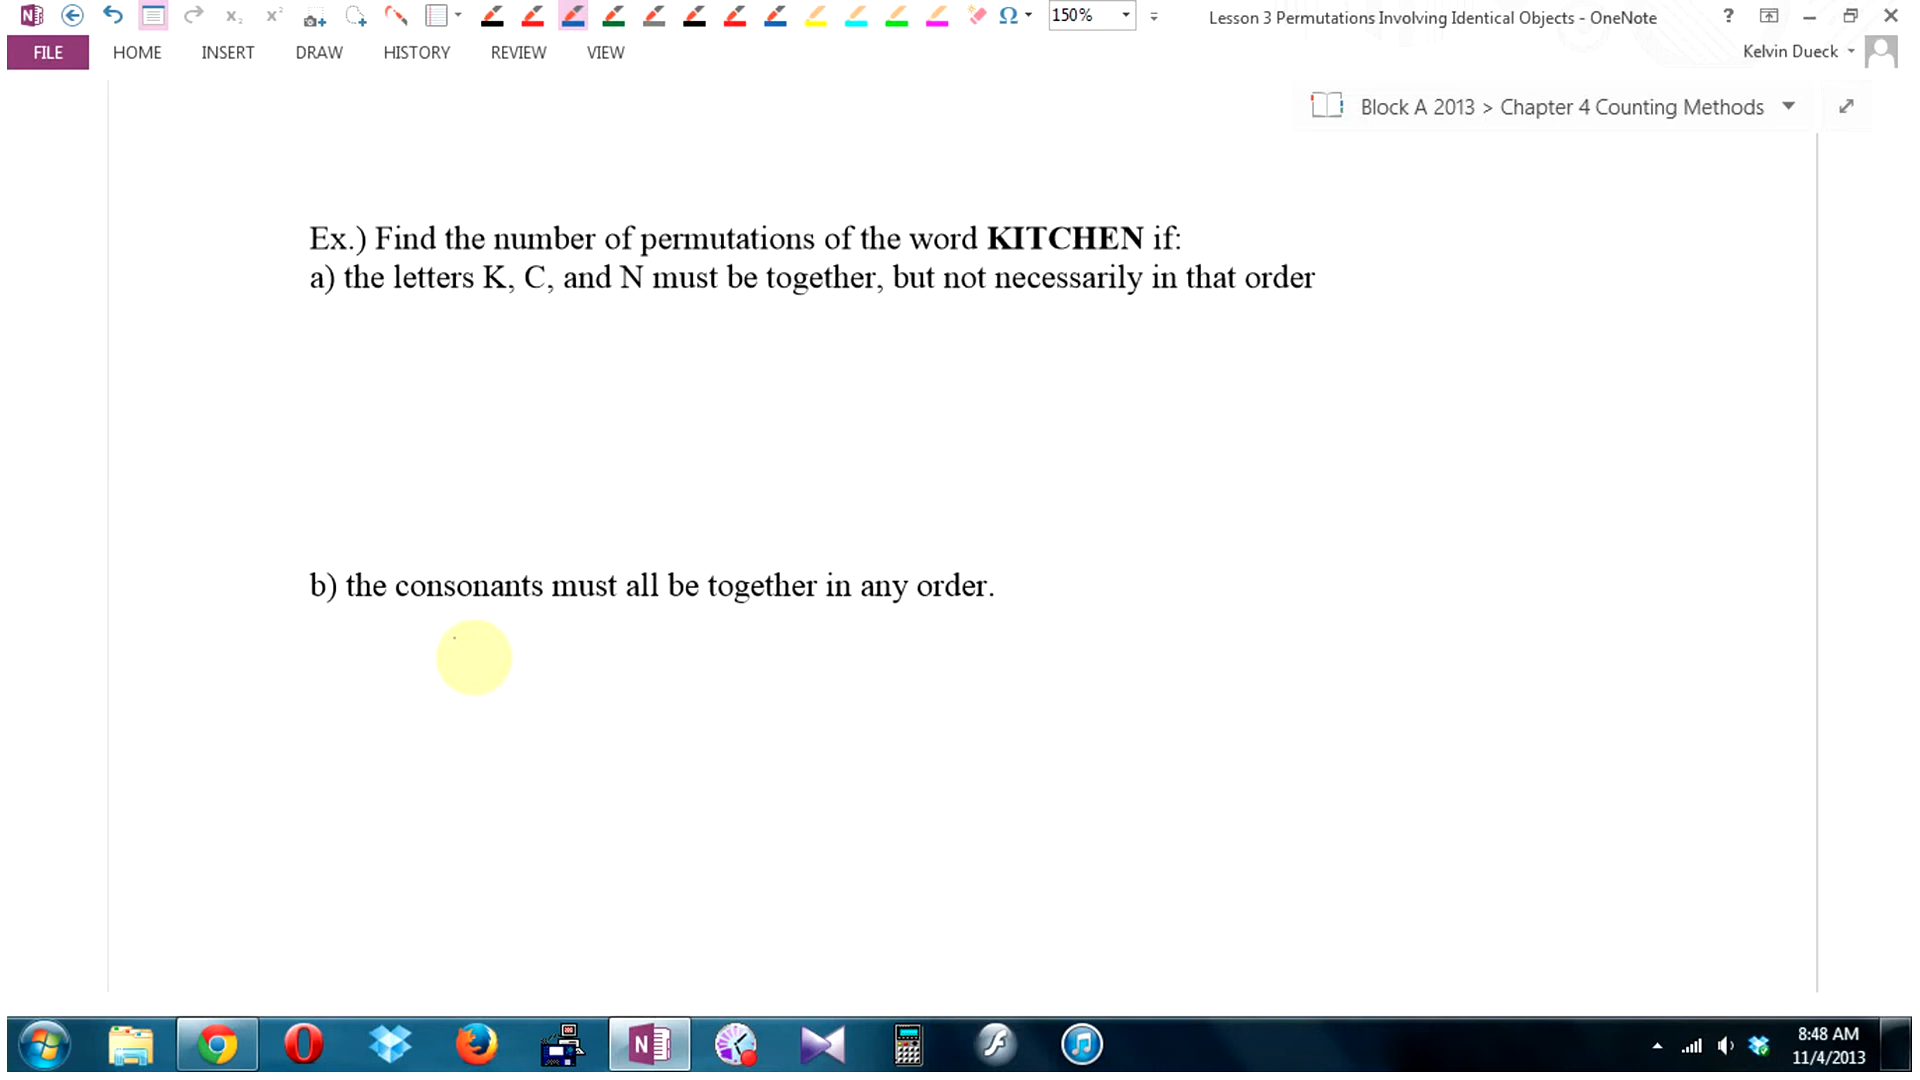 150%
Lesson 3 Permutations Involving Identical Objects - OneNote
?
FILE HOME INSERT DRAW HISTORY REVIEW VIEW
Kelvin Dueck
Block A 2013 > Chapter 4 Counting Methods
Ex.) Find the number of permutations of the word KITCHEN if:
a) the letters K, C, and N must be together, but not necessarily in that order
b) the consonants must all be together in any order.
8:48 AM
11/4/2013